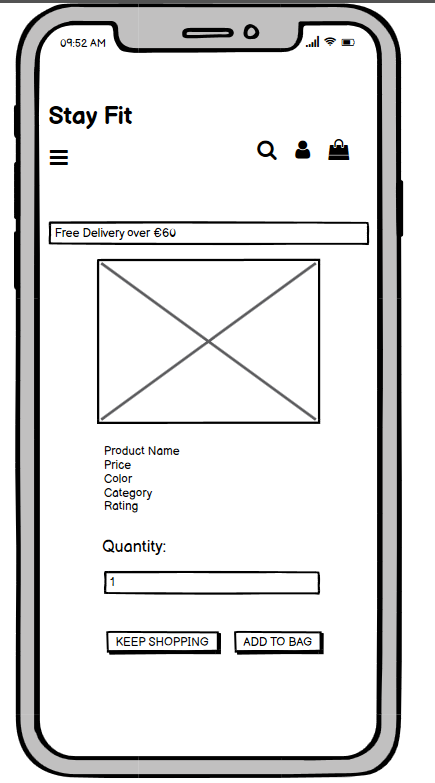 09:52 AM
Stay Fit
Free Delivery over €60
Product Name
Price
Color
Category
Rating
Quantity:
1
KEEP SHOPPING
ADD TO BAG